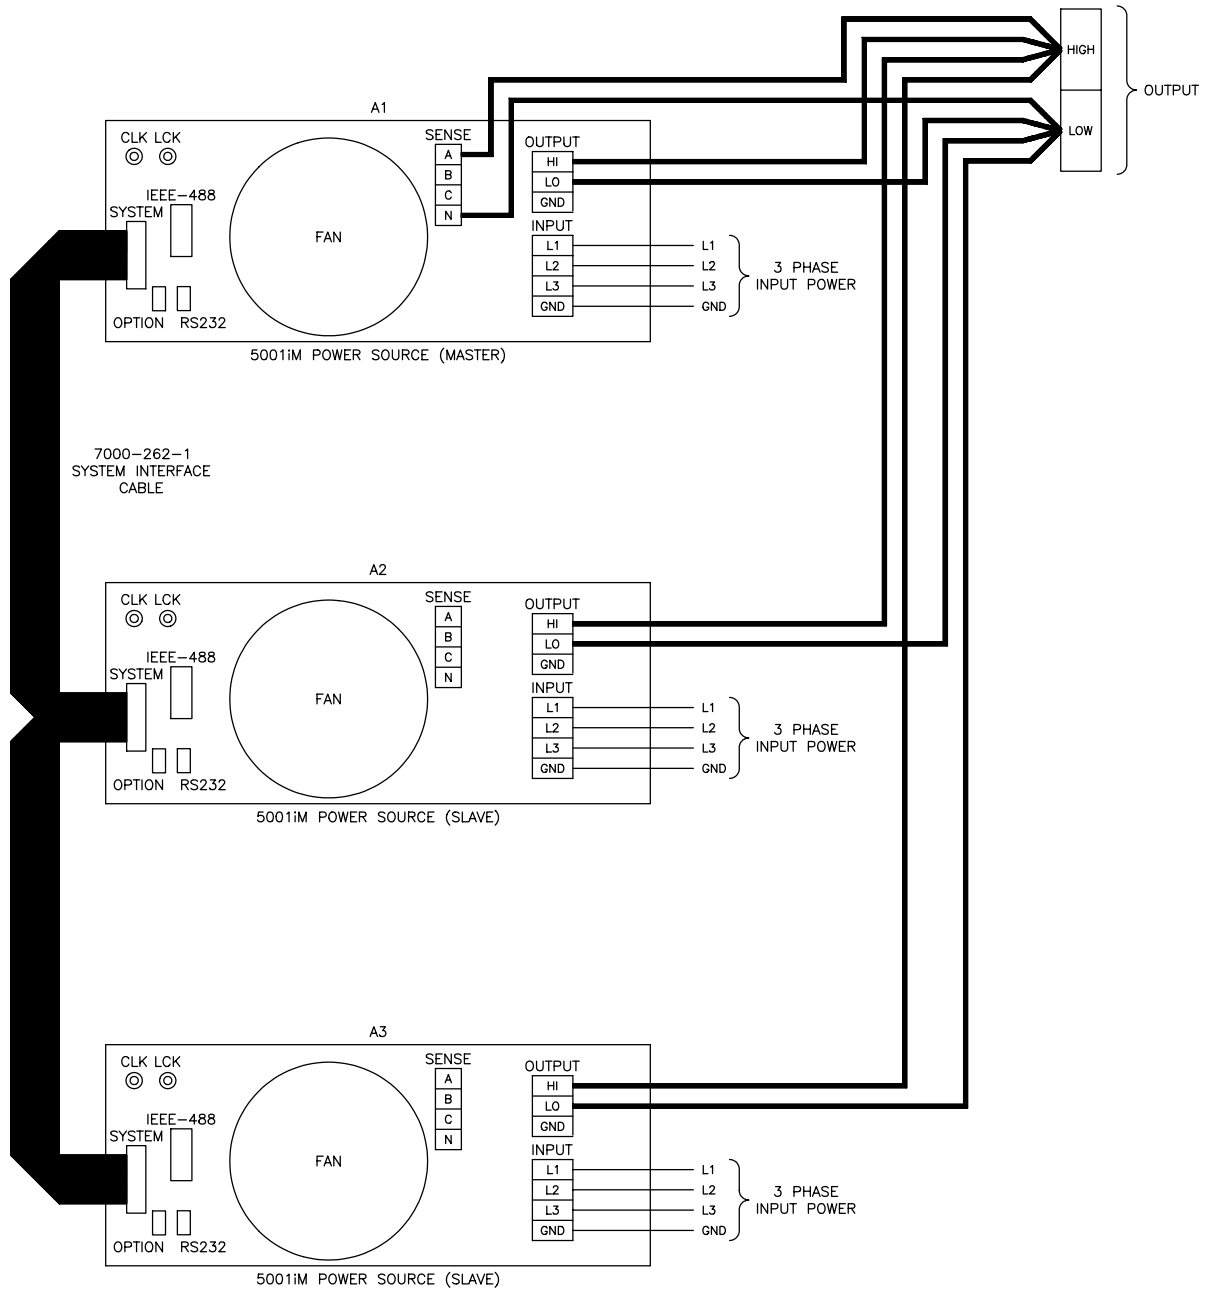 HIGH
LOW
OUTPUT
A1
CLK LCK
SENSE
A
B
C
N
OUTPUT
HI
LO
GND
IEEE-488
SYSTEM
FAN
INPUT
L1
L2
L3
GND
L1
L2
L3
GND
3 PHASE
INPUT POWER
OPTION
RS232
5001iM POWER SOURCE (MASTER)
7000-262-1
SYSTEM INTERFACE
CABLE
A2
CLK LCK
SENSE
A
B
C
N
OUTPUT
HI
LO
GND
IEEE-488
SYSTEM
FAN
INPUT
L1
L2
L3
GND
L1
L2
L3
GND
3 PHASE
INPUT POWER
OPTION
RS232
5001iM POWER SOURCE (SLAVE)
A3
CLK LCK
SENSE
A
B
C
N
OUTPUT
HI
LO
GND
IEEE-488
SYSTEM
FAN
INPUT
L1
L2
L3
GND
L1
L2
L3
GND
3 PHASE
INPUT POWER
OPTION
RS232
5001iM POWER SOURCE (SLAVE)